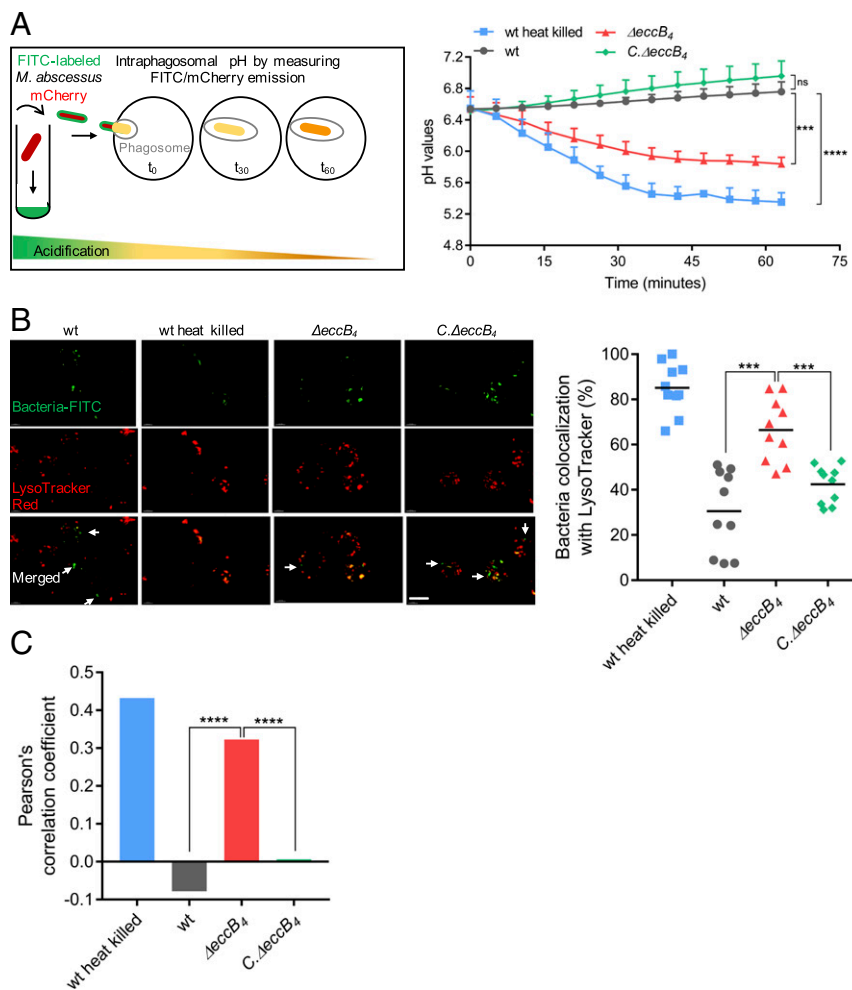 A
FITC-labeled
M. abscessus
mCherry
Intraphagosomal pH by measuring
FITC/mCherry emission
Phagosome
t0
t30
t60
Acidification
wt heat killed
ΔeccB4
wt
C.ΔeccB4
7.2
6.8
6.4
6.0
5.6
5.2
4.8
pH values
ns
***
****
0
15
30
45
60
75
Time (minutes)
B
wt
wt heat killed
ΔeccB4
C.ΔeccB4
Bacteria-FITC
LysoTracker
Red
Merged
100
80
60
40
20
0
Bacteria colocalization
with LysoTracker (%)
***
***
wt heat killed
wt
ΔeccB4
C.ΔeccB4
C
0.5
0.4
0.3
0.2
0.1
0.0
-0.1
Pearson's
correlation coefficient
****
****
wt heat killed
wt
ΔeccB4
C.ΔeccB4